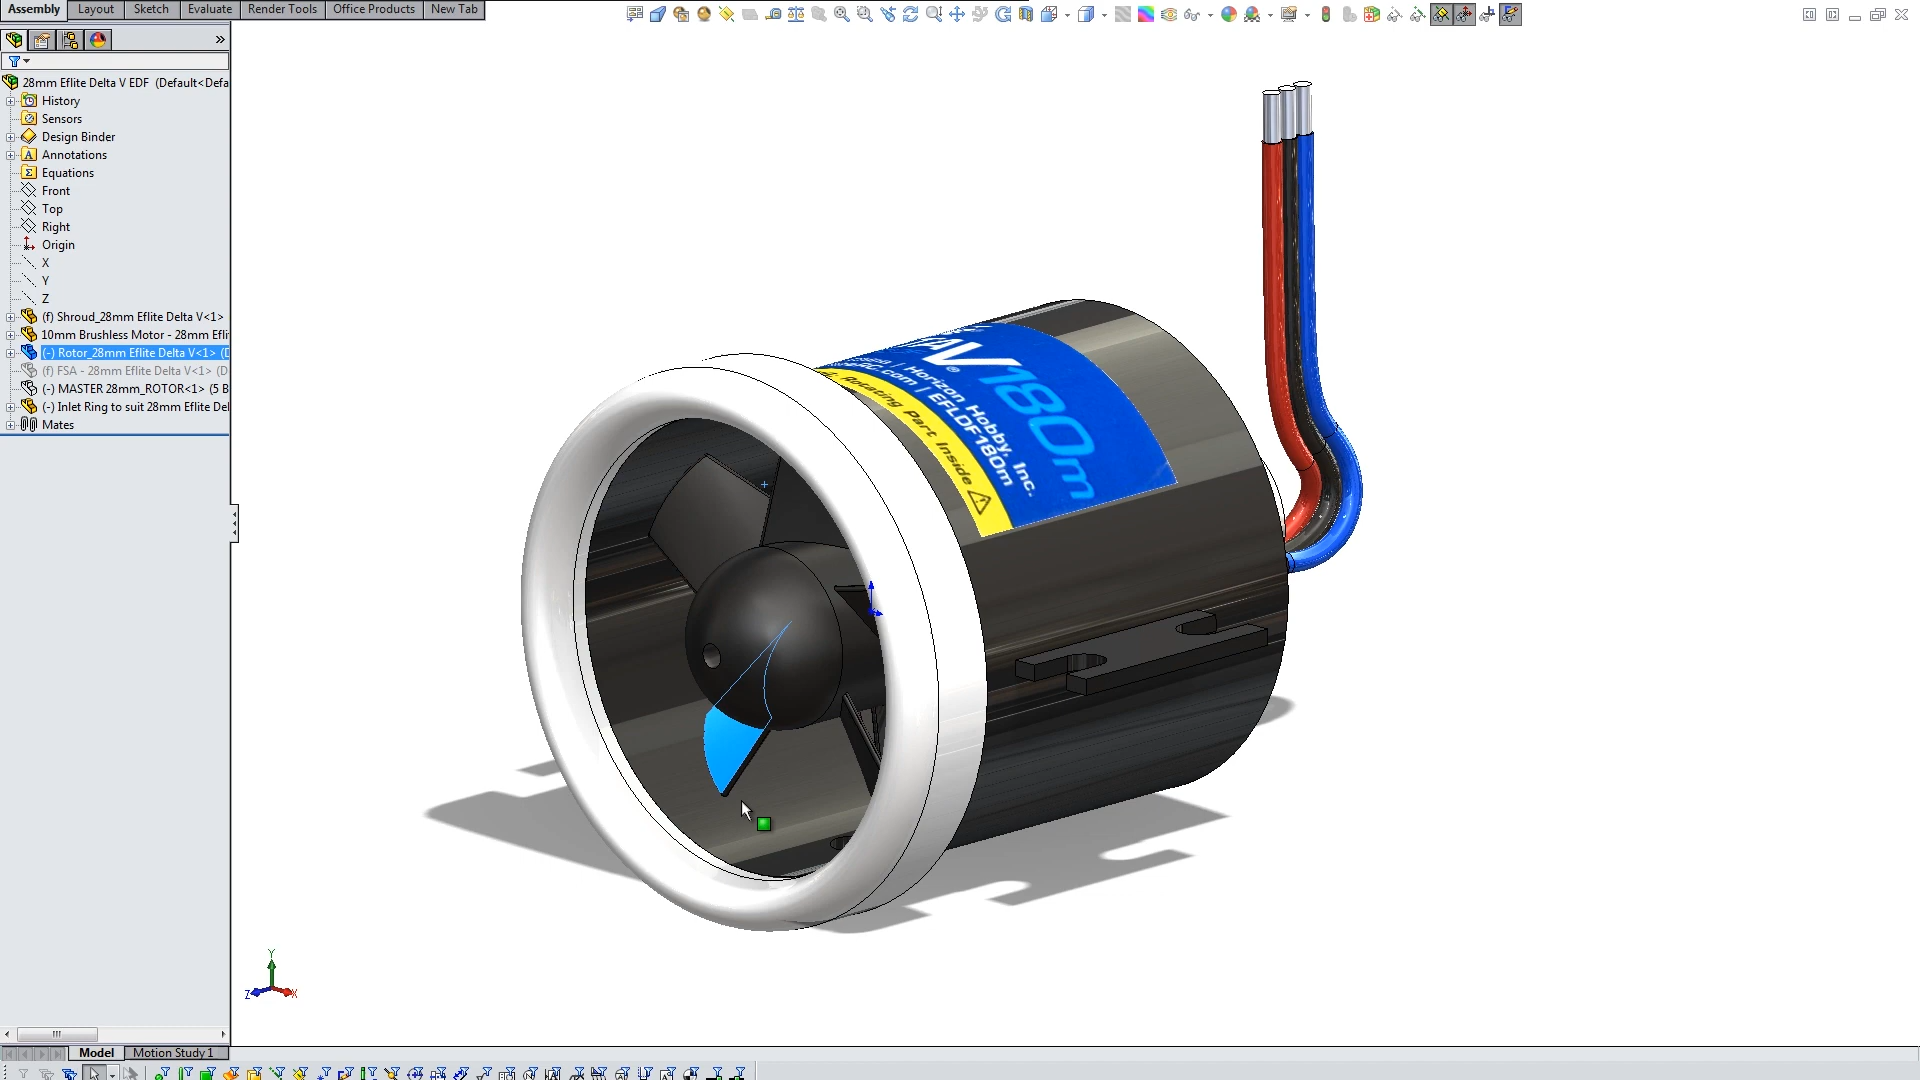 Assembly Layout Sketch Evaluate Render Tools Office Products New Tab
28mm Eflite Delta V EDF (Default<Defa
History
Sensors
Design Binder
Annotations
Equations
Front
Top
Right
Origin
X
Y
Z
(f) Shroud_28mm Eflite Delta V<1>
10mm Brushless Motor - 28mm Efli
(-) Rotor_28mm Eflite Delta V<1> (D
(f) FSA - 28mm Eflite Delta V<1> (D
(-) MASTER 28mm_ROTOR<1> (5 B
(-) Inlet Ring to suit 28mm Eflite Del
Mates
V® 180m
| Horizon Hobby, Inc.
.com | EFLDF180m
Rotating Part Inside
Y
Z X
Model Motion Study 1